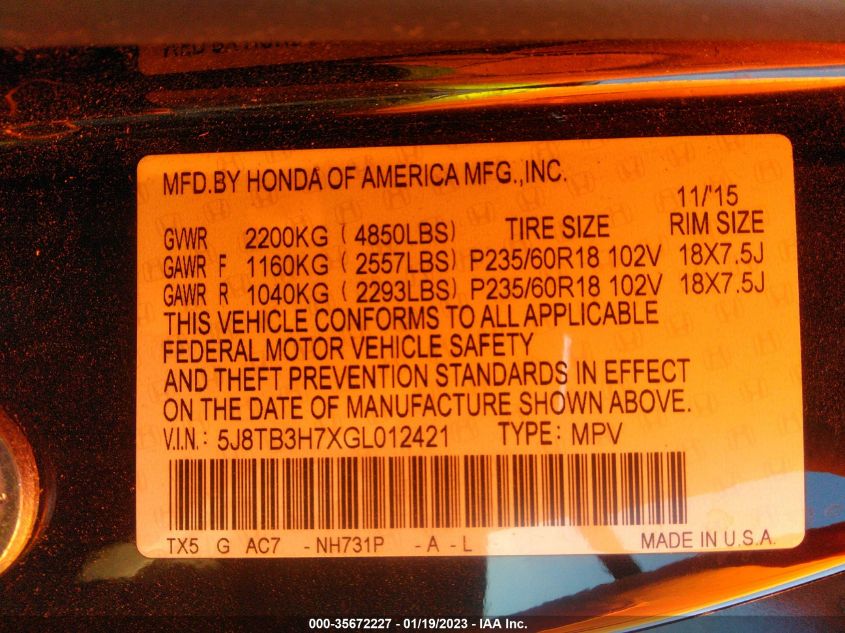 MFD.BY HONDA OF AMERICA MFG.,INC.
11/'15
GVWR 2200KG ( 4850LBS) TIRE SIZE RIM SIZE
GAWR F 1160KG ( 2557LBS) P235/60R18 102V 18X7.5J
GAWR R 1040KG ( 2293LBS) P235/60R18 102V 18X7.5J
THIS VEHICLE CONFORMS TO ALL APPLICABLE
FEDERAL MOTOR VEHICLE SAFETY
AND THEFT PREVENTION STANDARDS IN EFFECT
ON THE DATE OF MANUFACTURE SHOWN ABOVE.
V.I.N: 5J8TB3H7XGL012421 TYPE: MPV
TX5 G AC7 -NH731P -A-L MADE IN U.S.A.
000-35672227 - 01/19/2023 - IAA Inc.